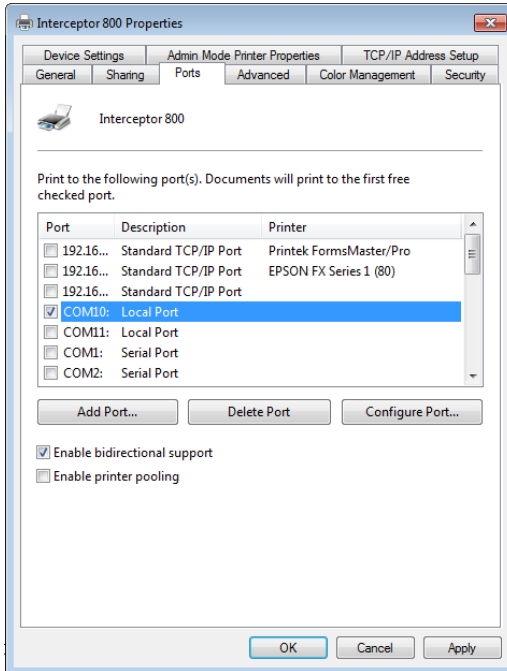 Interceptor 800 Properties
Device Settings Admin Mode Printer Properties TCP/IP Address Setup
General Sharing Ports Advanced Color Management Security
Interceptor 800
Print to the following port(s). Documents will print to the first free
checked port.
Port Description Printer
192.16... Standard TCP/IP Port Printek FormsMaster/Pro
192.16... Standard TCP/IP Port EPSON FX Series 1 (80)
192.16... Standard TCP/IP Port
COM10: Local Port
COM11: Local Port
COM1: Serial Port
COM2: Serial Port
Add Port... Delete Port Configure Port...
Enable bidirectional support
Enable printer pooling
OK Cancel Apply